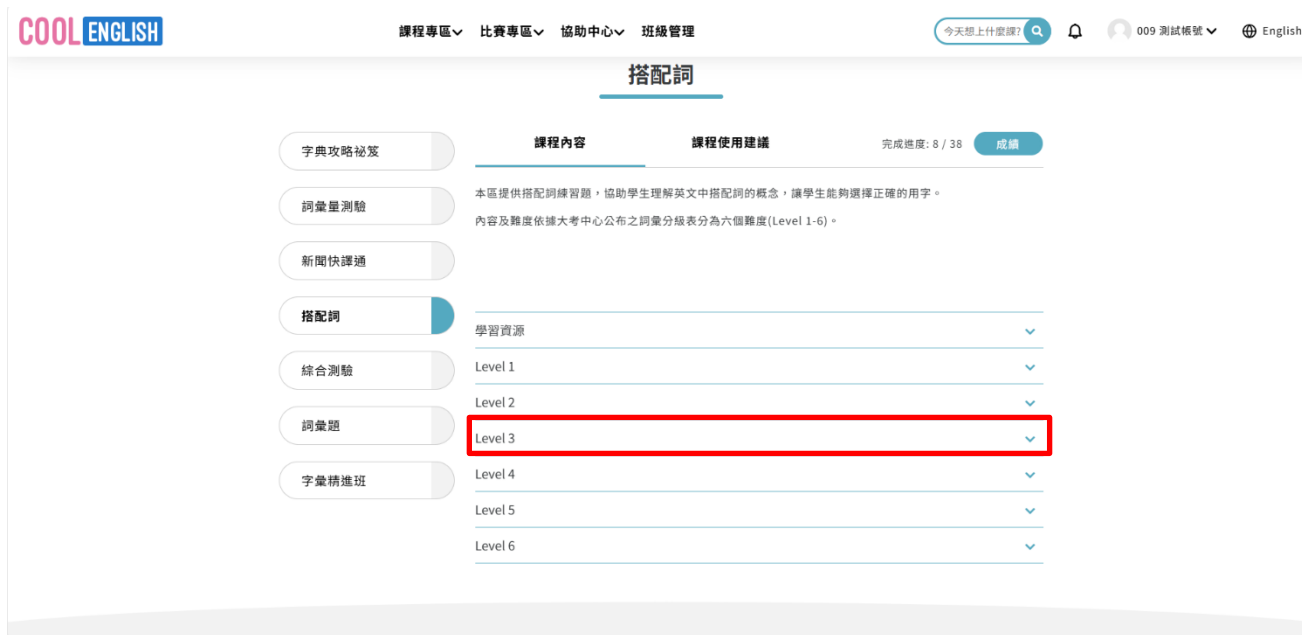 COOL ENGLISH
課程專區 比賽專區 協助中心 班級管理
今天想上什麼課?
009 測試帳號
English
搭配詞
字典攻略祕笈
詞彙量測驗
新聞快譯通
搭配詞
綜合測驗
詞彙題
字彙精進班
課程內容
課程使用建議
完成進度: 8 / 38
成績
本區提供搭配詞練習題，協助學生理解英文中搭配詞的概念，讓學生能夠選擇正確的用字。
內容及難度依據大考中心公布之詞彙分級表分為六個難度(Level 1-6)。
學習資源
Level 1
Level 2
Level 3
Level 4
Level 5
Level 6